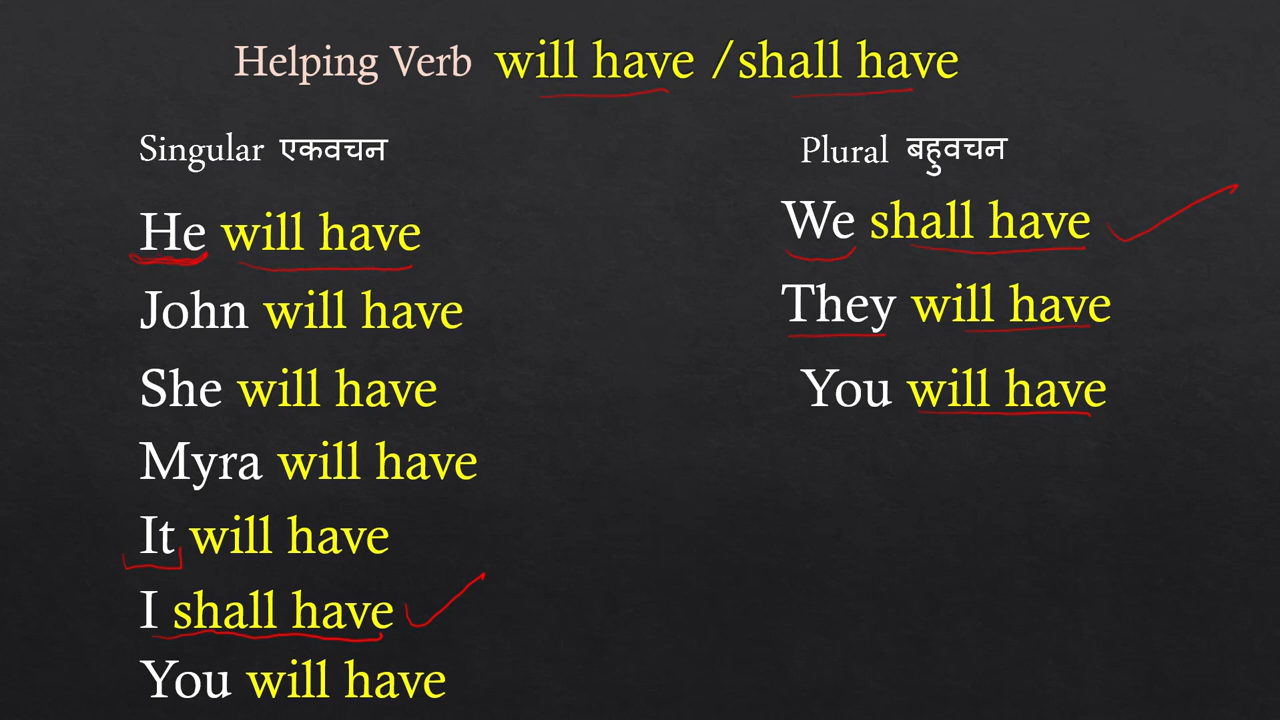 Helping Verb will have /shall have
Singular एकवचन
He will have
John will have
She will have
Myra will have
It will have
I shall have
You will have
Plural बहुवचन
We shall have
They will have
You will have